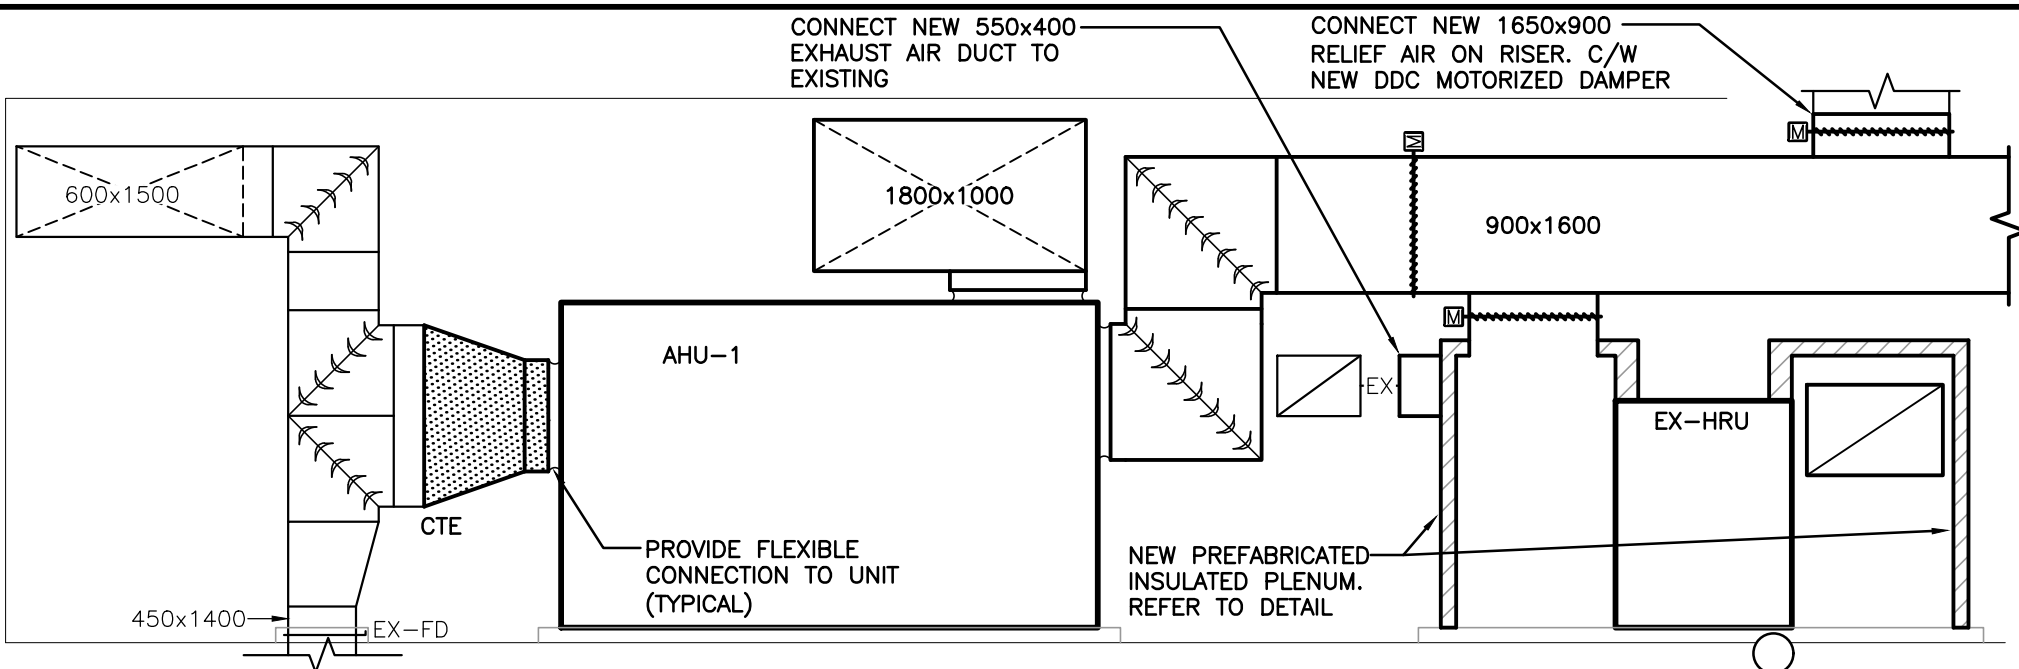 CONNECT NEW 550x400
EXHAUST AIR DUCT TO
EXISTING
CONNECT NEW 1650x900
RELIEF AIR ON RISER. C/W
NEW DDC MOTORIZED DAMPER
M
M
600x1500
1800x1000
900x1600
M
AHU-1
EX
EX-HRU
CTE
PROVIDE FLEXIBLE
CONNECTION TO UNIT
(TYPICAL)
NEW PREFABRICATED
INSULATED PLENUM.
REFER TO DETAIL
450x1400
EX-FD